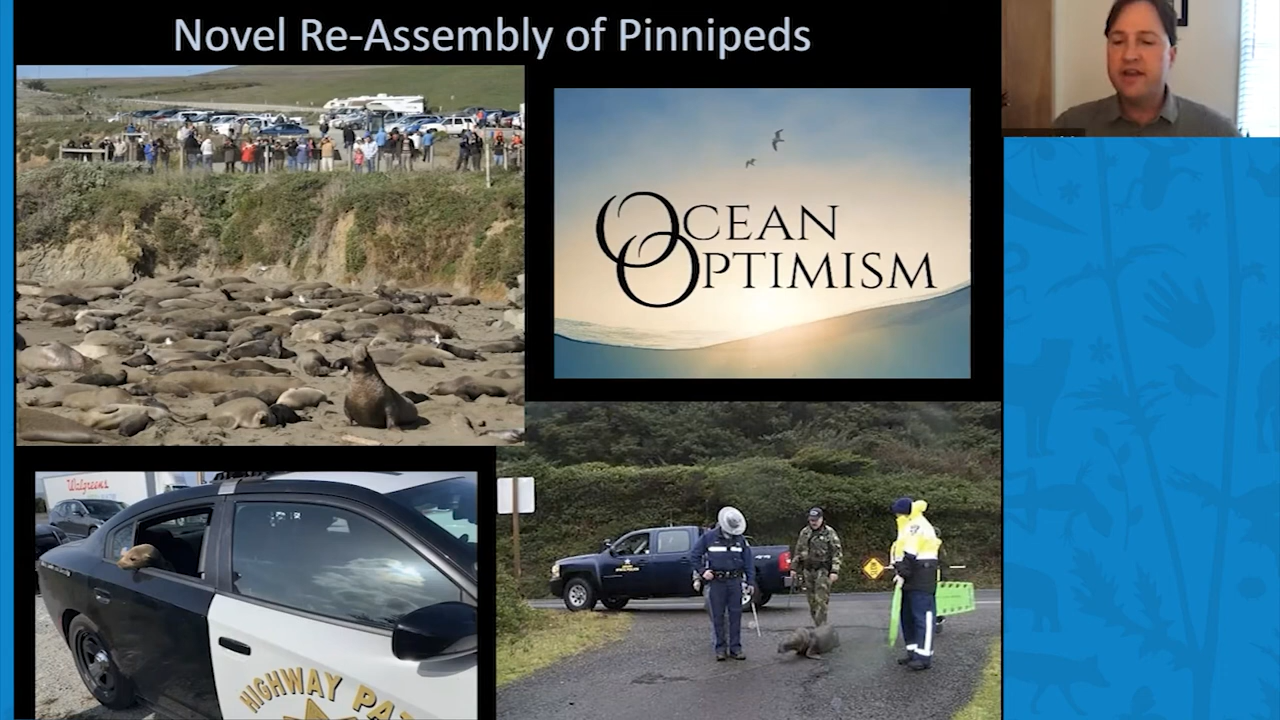 Novel Re-Assembly of Pinnipeds
OCEAN
OPTIMISM
Walgreens
HIGHWAY PAT